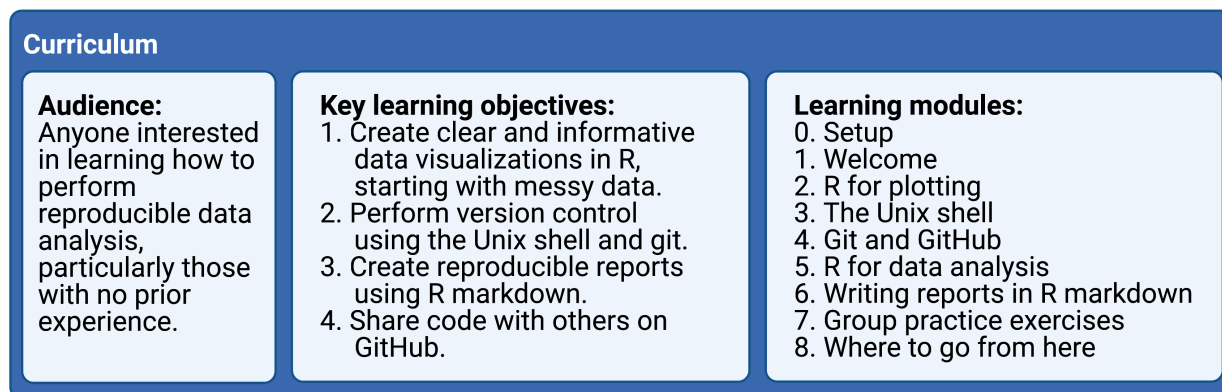 Curriculum
Audience:
Anyone interested
in learning how to
perform
reproducible data
analysis,
particularly those
with no prior
experience.
Key learning objectives:
1. Create clear and informative
data visualizations in R,
starting with messy data.
2. Perform version control
using the Unix shell and git.
3. Create reproducible reports
using R markdown.
4. Share code with others on
GitHub.
Learning modules:
0. Setup
1. Welcome
2. R for plotting
3. The Unix shell
4. Git and GitHub
5. R for data analysis
6. Writing reports in R markdown
7. Group practice exercises
8. Where to go from here